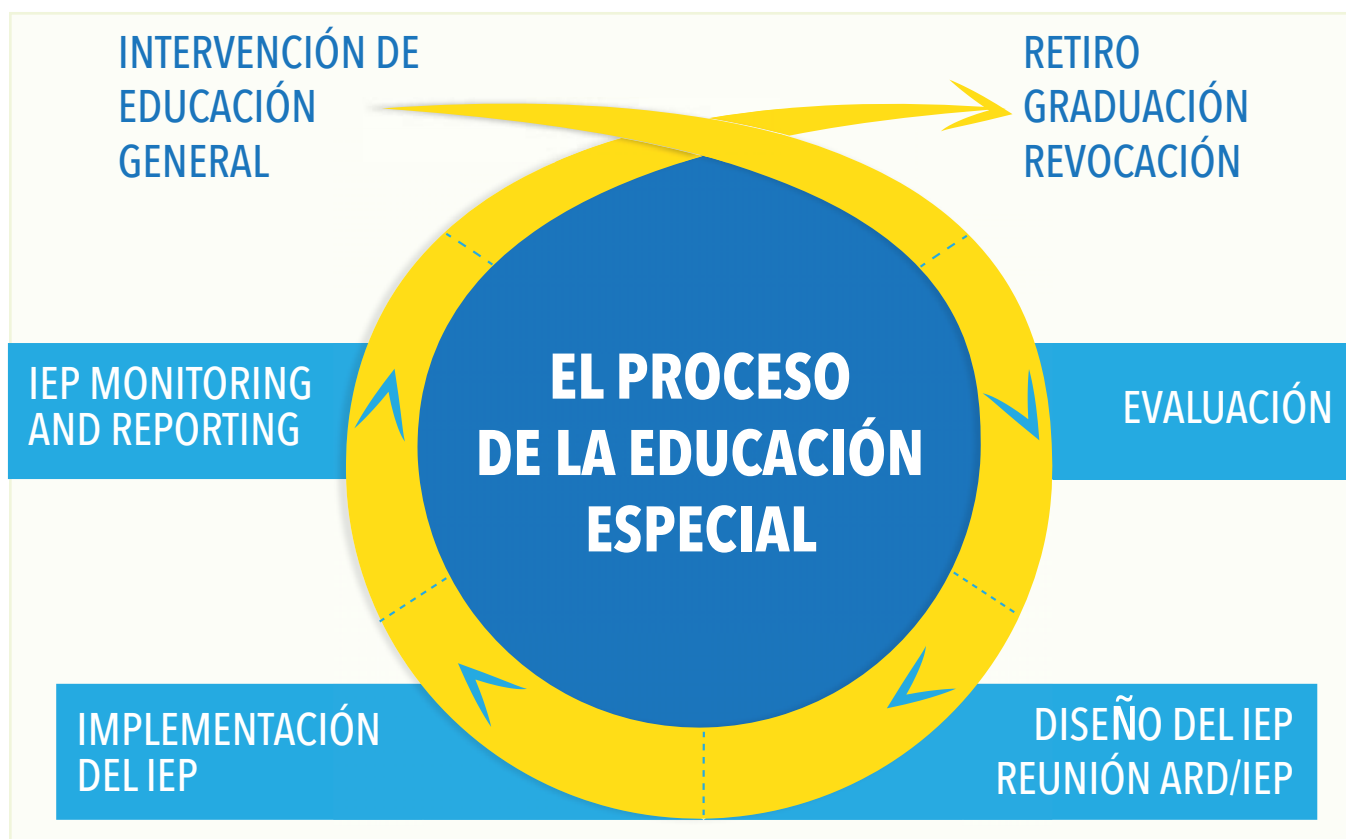 INTERVENCIÓN DE
EDUCACIÓN
GENERAL
RETIRO
GRADUACIÓN
REVOCACIÓN
EL PROCESO
DE LA EDUCACIÓN
ESPECIAL
IEP MONITORING
AND REPORTING
EVALUACIÓN
IMPLEMENTACIÓN
DEL IEP
DISEÑO DEL IEP
REUNIÓN ARD/IEP